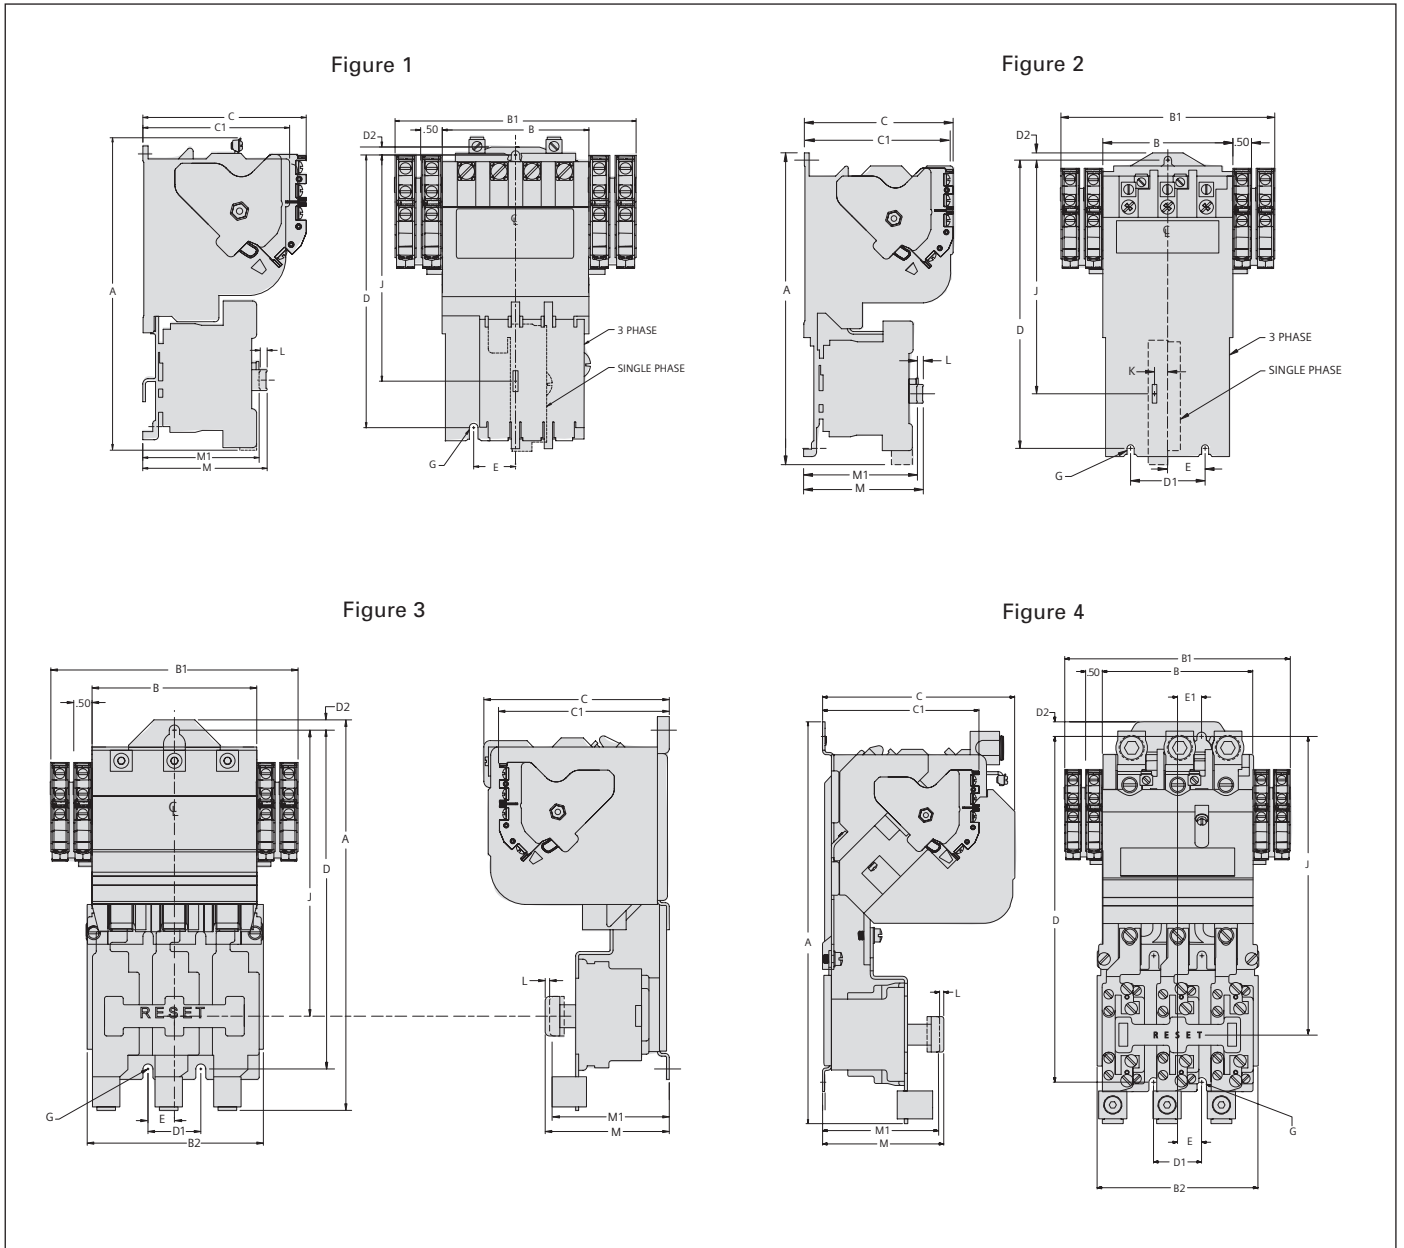 Figure 1
C
C1
A
L
M1
M
D2
B1
.50
B
℄
J
D
3 PHASE
SINGLE PHASE
G
E
Figure 2
C
C1
A
L
M1
M
D2
B1
B
.50
℄
J
D
K
3 PHASE
SINGLE PHASE
G
E
D1
Figure 3
B1
B
.50
D2
℄
A
D
J
RESET
G
E
D1
B2
C
C1
L
M1
M
Figure 4
C
C1
A
L
M1
M
B1
.50
B
E1
D2
J
D
RESET
G
E
D1
B2